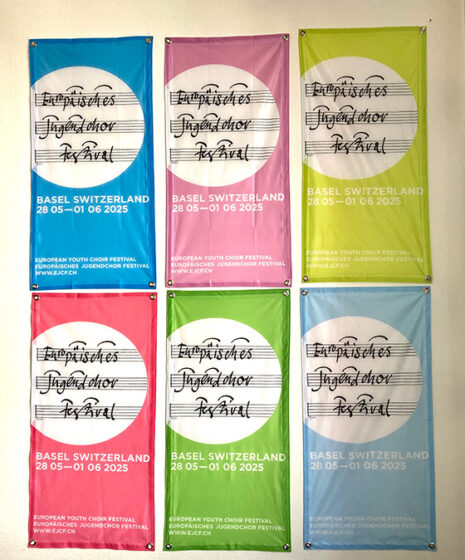 Europäisches
Jugendchor
Festival
BASEL SWITZERLAND
28 05—01 06 2025
EUROPEAN YOUTH CHOIR FESTIVAL
EUROPÄISCHES JUGENDCHOR FESTIVAL
WWW.EJCF.CH
Europäisches
Jugendchor
Festival
BASEL SWITZERLAND
28 05—01 06 2025
EUROPEAN YOUTH CHOIR FESTIVAL
EUROPÄISCHES JUGENDCHOR FESTIVAL
WWW.EJCF.CH
Europäisches
Jugendchor
Festival
BASEL SWITZERLAND
28 05—01 06 2025
EUROPEAN YOUTH CHOIR FESTIVAL
EUROPÄISCHES JUGENDCHOR FESTIVAL
WWW.EJCF.CH
Europäisches
Jugendchor
Festival
BASEL SWITZERLAND
28 05—01 06 2025
EUROPEAN YOUTH CHOIR FESTIVAL
EUROPÄISCHES JUGENDCHOR FESTIVAL
WWW.EJCF.CH
Europäisches
Jugendchor
Festival
BASEL SWITZERLAND
28 05—01 06 2025
EUROPEAN YOUTH CHOIR FESTIVAL
EUROPÄISCHES JUGENDCHOR FESTIVAL
WWW.EJCF.CH
Europäisches
Jugendchor
Festival
BASEL SWITZERLAND
28 05—01 06 2025
EUROPEAN YOUTH CHOIR FESTIVAL
EUROPÄISCHES JUGENDCHOR FESTIVAL
WWW.EJCF.CH